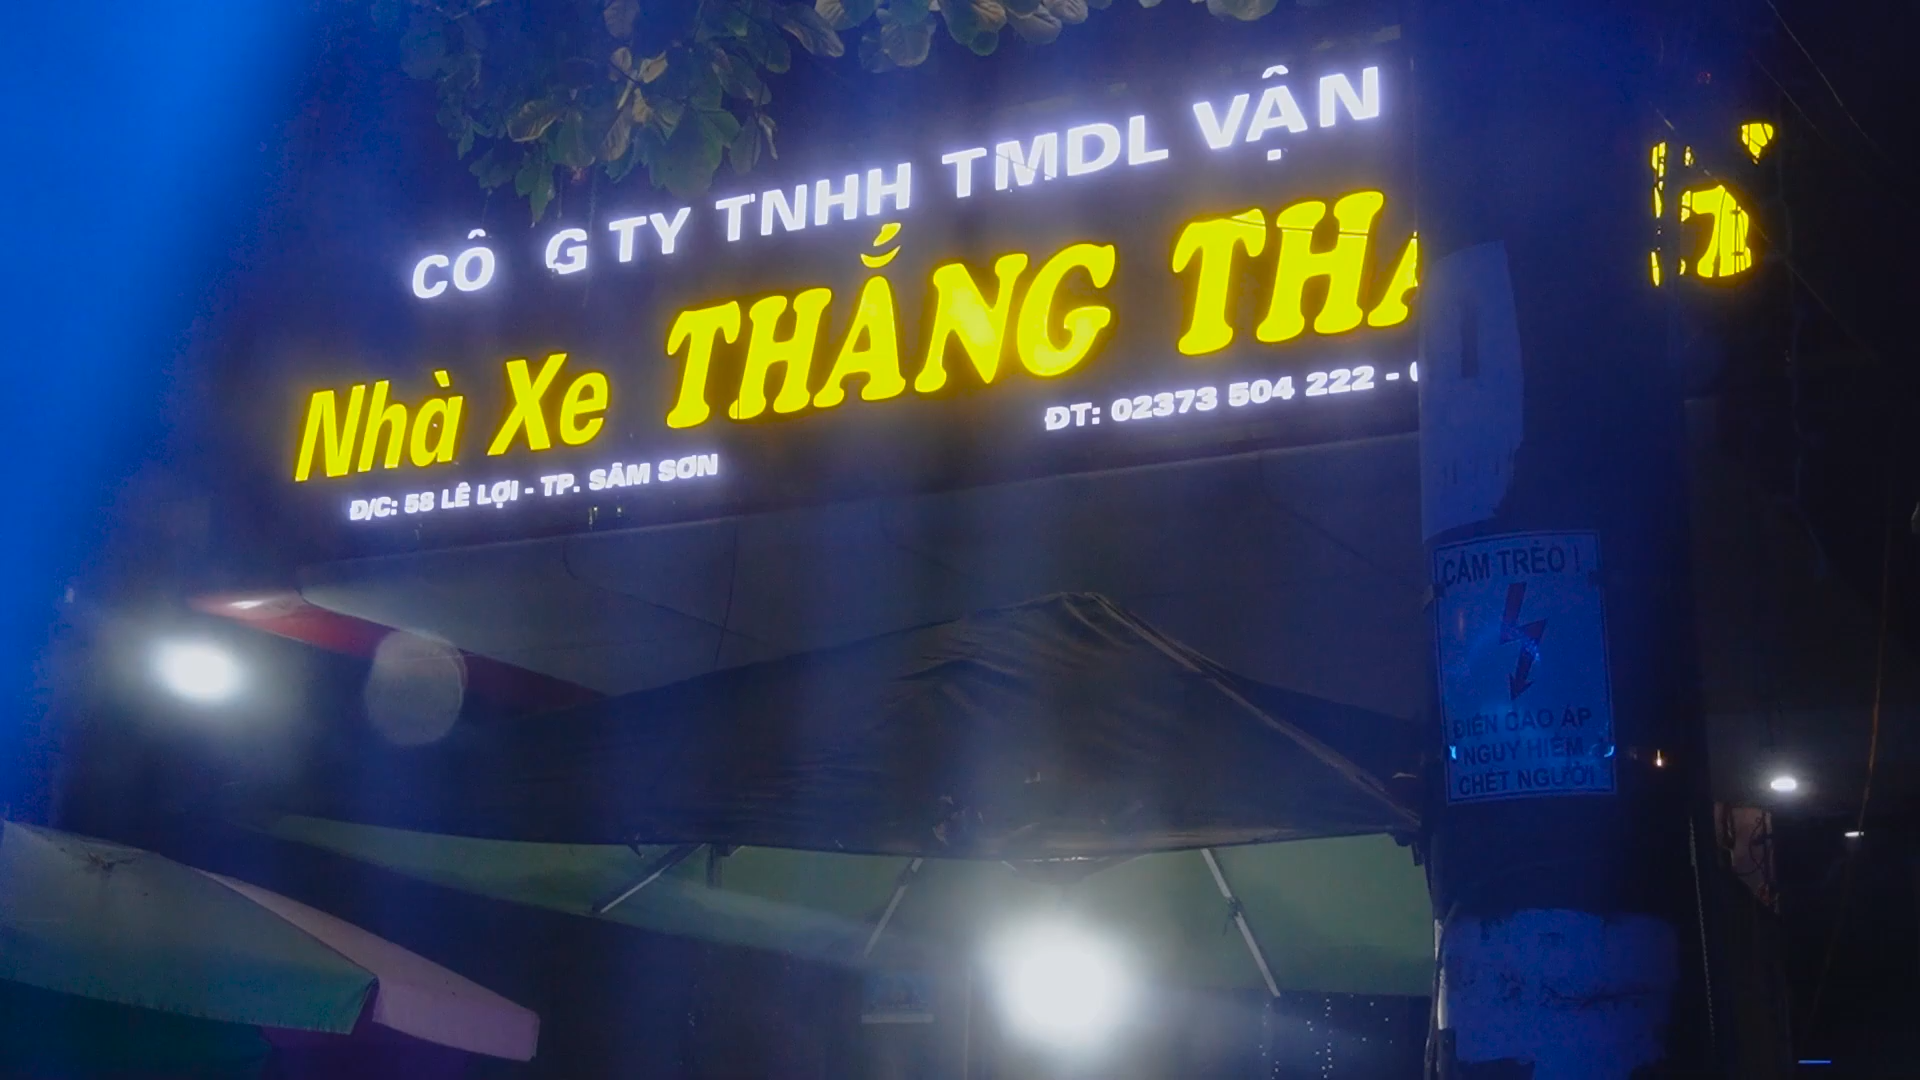 CÔ G TY TNHH TMDL VẬN
Nhà Xe THẮNG THA
ĐT: 02373 504 222 -
Đ/C: 58 LÊ LỢI - TP. SẦM SƠN
CẤM TRÈO !
ĐIỆN CAO ÁP
NGUY HIỂM
CHẾT NGƯỜI